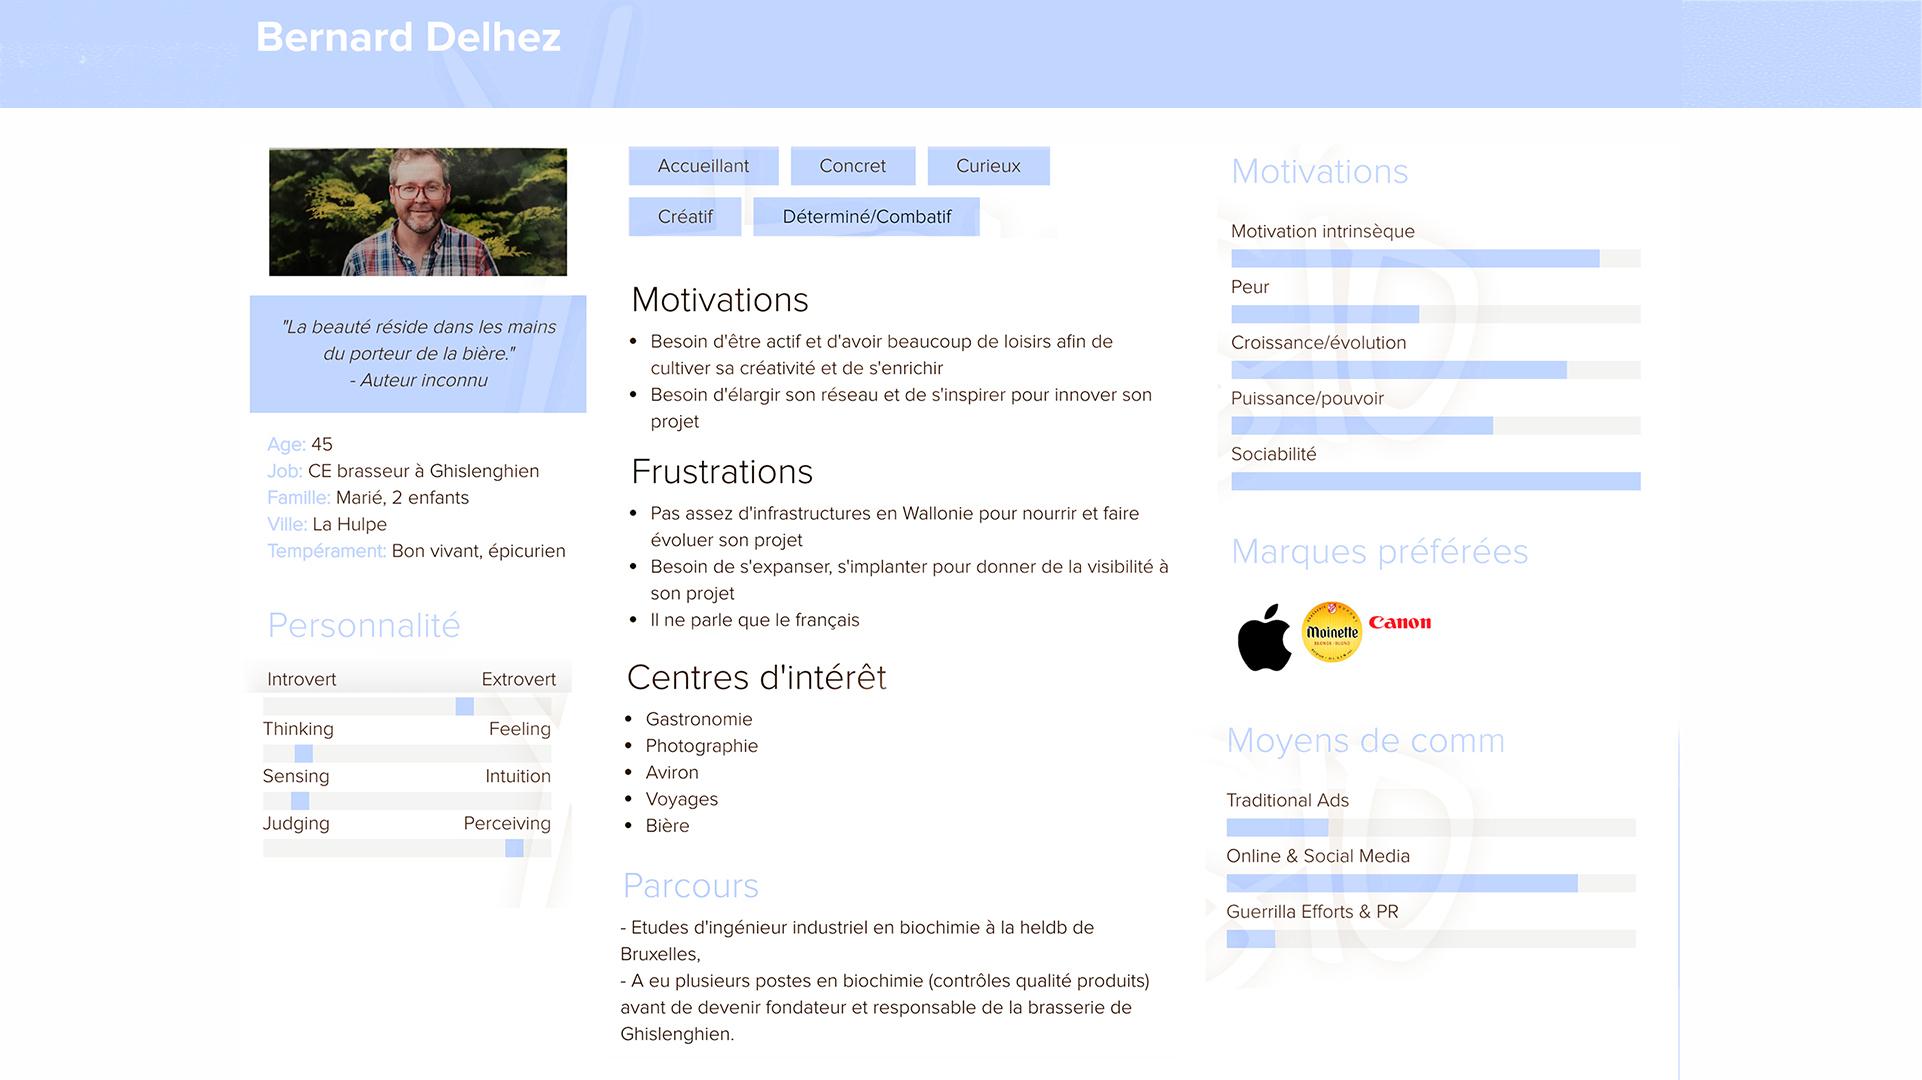 Bernard Delhez
"La beauté réside dans les mains
du porteur de la bière."
- Auteur inconnu
Age: 45
Job: CE brasseur à Ghislenghien
Famille: Marié, 2 enfants
Ville: La Hulpe
Tempérament: Bon vivant, épicurien
Personnalité
Introvert Extrovert
Thinking Feeling
Sensing Intuition
Judging Perceiving
Accueillant Concret Curieux
Créatif Déterminé/Combatif
Motivations
• Besoin d'être actif et d'avoir beaucoup de loisirs afin de
cultiver sa créativité et de s'enrichir
• Besoin d'élargir son réseau et de s'inspirer pour innover son
projet
Frustrations
• Pas assez d'infrastructures en Wallonie pour nourrir et faire
évoluer son projet
• Besoin de s'expanser, s'implanter pour donner de la visibilité à
son projet
• Il ne parle que le français
Centres d'intérêt
• Gastronomie
• Photographie
• Aviron
• Voyages
• Bière
Parcours
- Etudes d'ingénieur industriel en biochimie à la heldb de
Bruxelles,
- A eu plusieurs postes en biochimie (contrôles qualité produits)
avant de devenir fondateur et responsable de la brasserie de
Ghislenghien.
Motivations
Motivation intrinsèque
Peur
Croissance/évolution
Puissance/pouvoir
Sociabilité
Marques préférées
Moinette
Canon
Moyens de comm
Traditional Ads
Online & Social Media
Guerrilla Efforts & PR